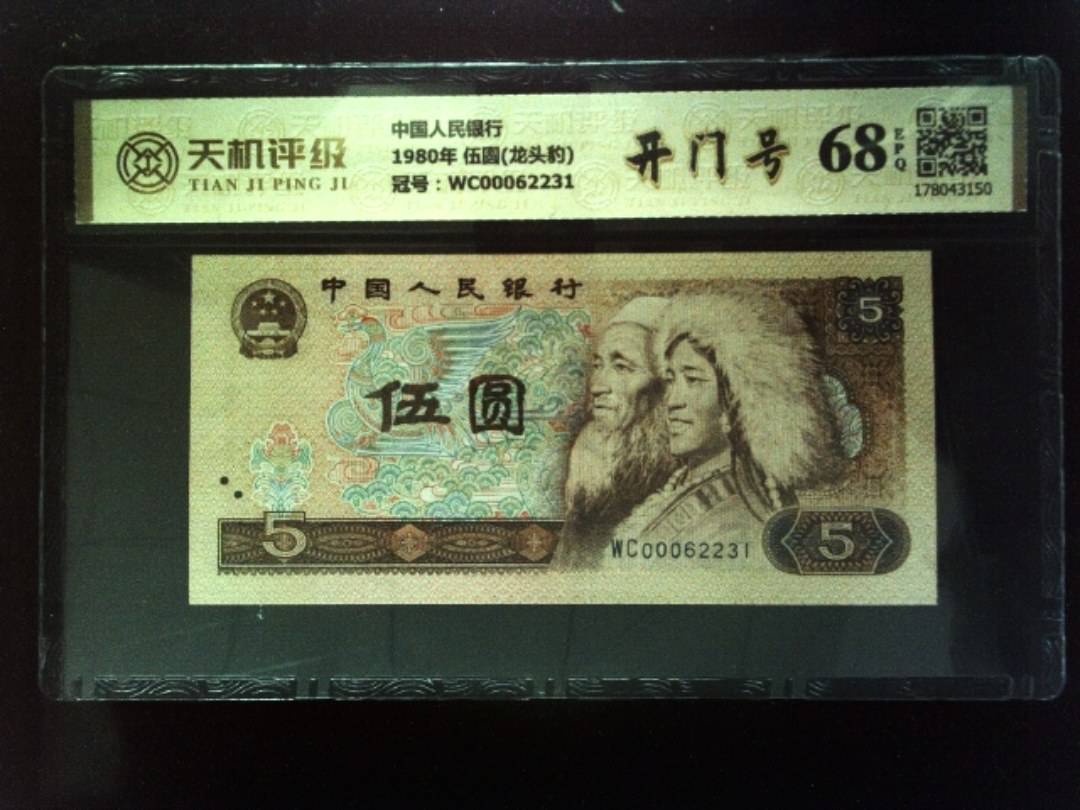 天机评级
TIAN JI PING JI
中国人民银行
1980年 伍圆(龙头豹)
冠号：WC00062231
开门号
68
EPQ
178043150
中国人民银行
5
伍圆
5
WC00062231
5